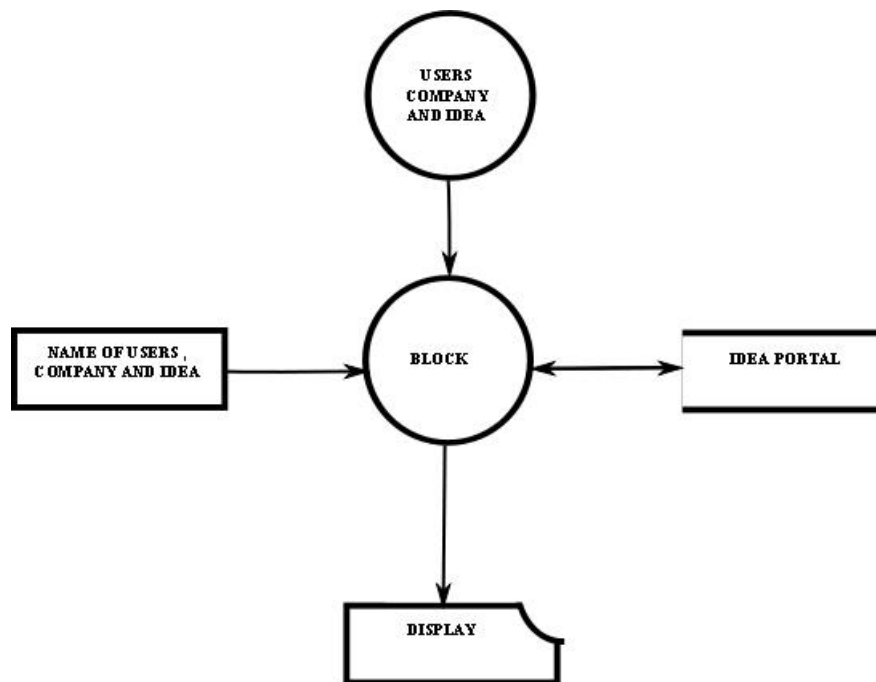 USERS
COMPANY
AND IDEA
NAME OF USERS ,
COMPANY AND IDEA
BLOCK
IDEA PORTAL
DISPLAY